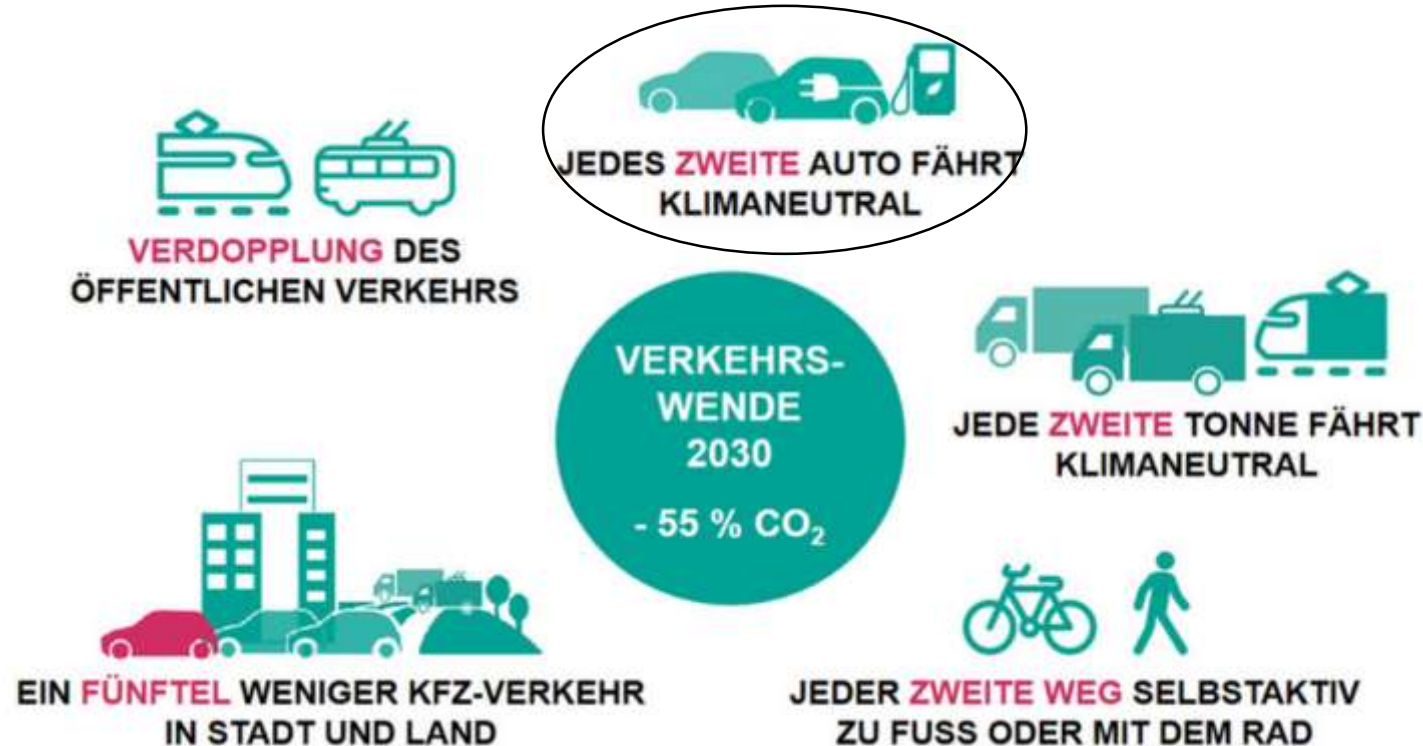 JEDES ZWEITE AUTO FÄHRT
KLIMANEUTRAL
VERDOPPLUNG DES
ÖFFENTLICHEN VERKEHRS
VERKEHRS-
WENDE
2030
- 55 % CO₂
JEDE ZWEITE TONNE FÄHRT
KLIMANEUTRAL
EIN FÜNFTEL WENIGER KFZ-VERKEHR
IN STADT UND LAND
JEDER ZWEITE WEG SELBSTAKTIV
ZU FUSS ODER MIT DEM RAD